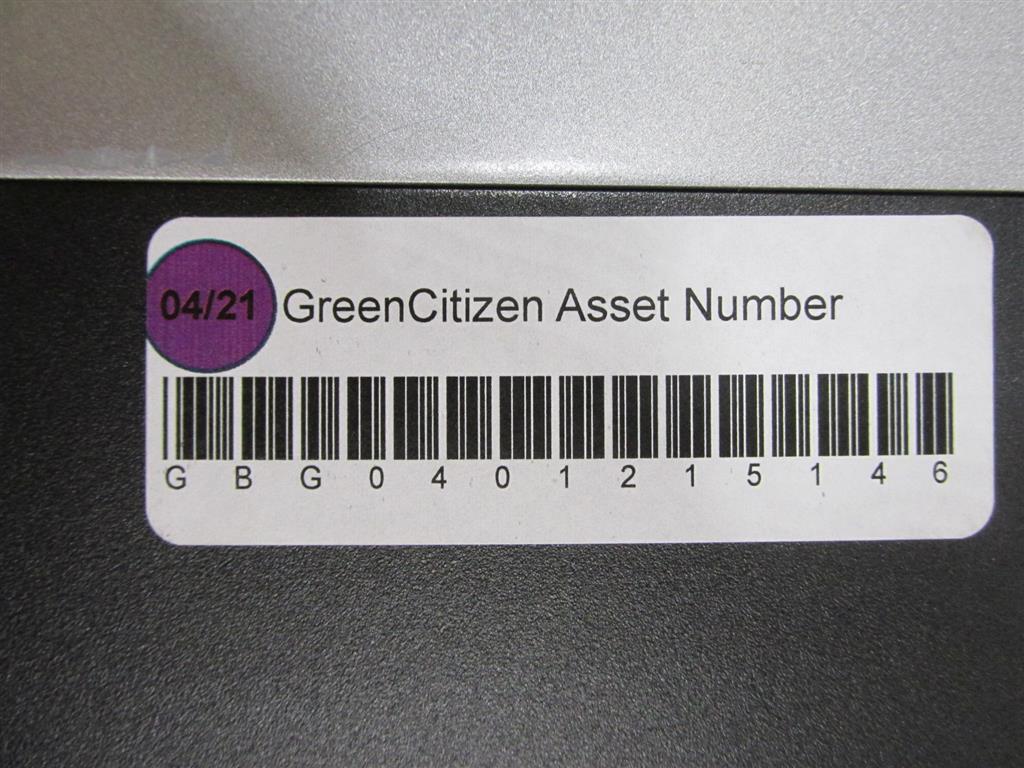 04/21 GreenCitizen Asset Number
G B G 0 4 0 1 2 1 5 1 4 6